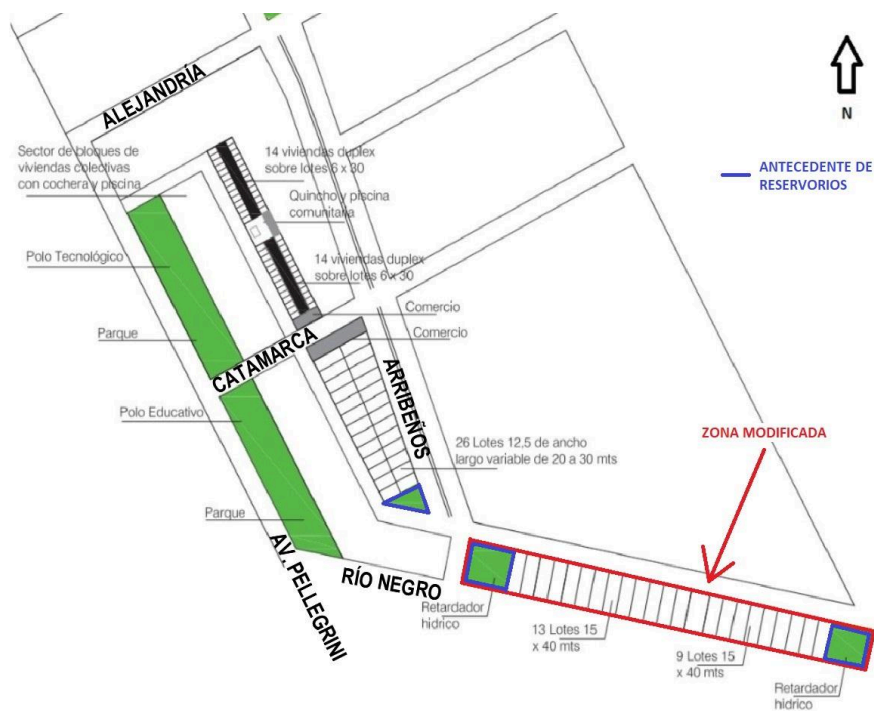 ALEJANDRÍA
N
Sector de bloques de
viviendas colectivas
con cochera y piscina
14 viviendas duplex
sobre lotes 6 x 30
ANTECEDENTE DE
RESERVORIOS
Quincho y piscina
comunitaria
Polo Tecnológico
14 viviendas duplex
sobre lotes 6 x 30
Comercio
Parque
Comercio
CATAMARCA
ARRIBEÑOS
Polo Educativo
ZONA MODIFICADA
26 Lotes 12,5 de ancho
largo variable de 20 a 30 mts
Parque
AV. PELLEGRINI
RÍO NEGRO
Retardador
hidrico
13 Lotes 15
x 40 mts
9 Lotes 15
x 40 mts
Retardador
hidrico